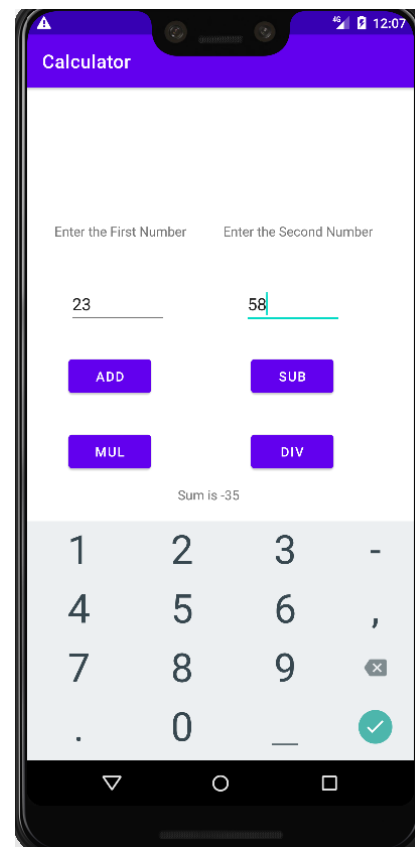 4G 12:07
Calculator
Enter the First Number Enter the Second Number
23 58
ADD SUB
MUL DIV
Sum is -35
1 2 3 -
4 5 6 ,
7 8 9
. 0 _